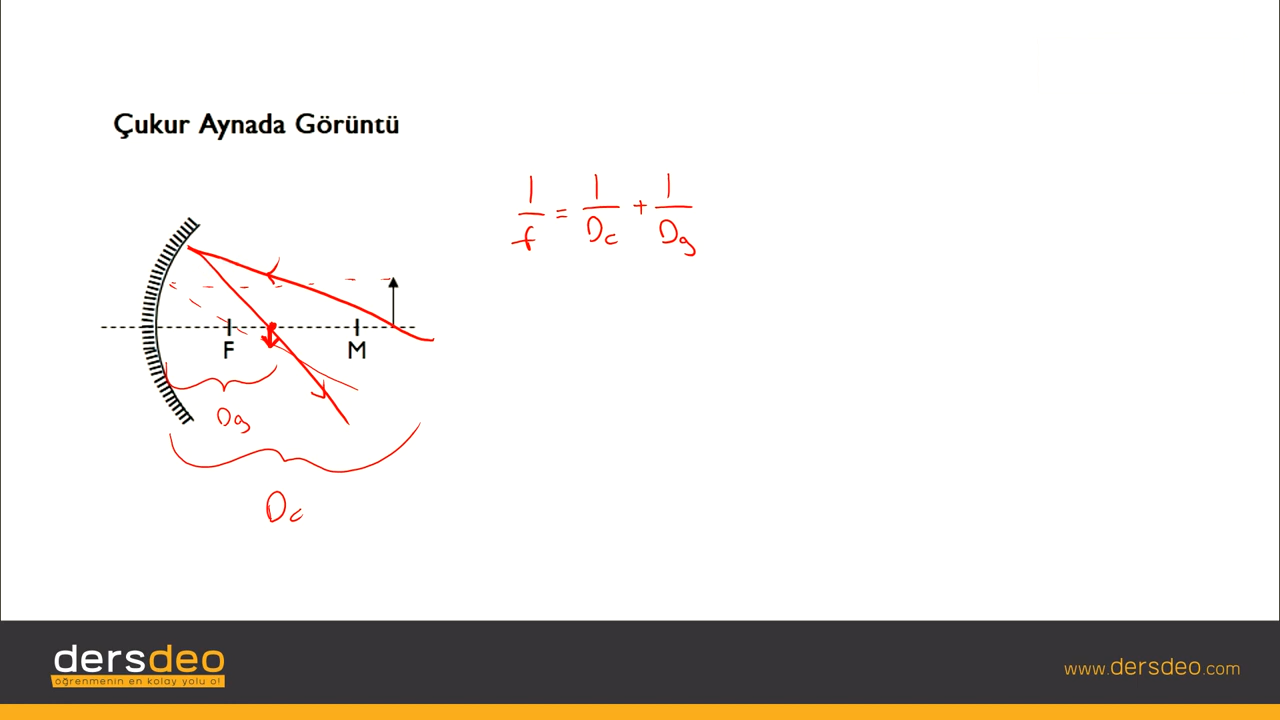 Çukur Aynada Görüntü
1/f = 1/Dc + 1/Dg
F
M
Dg
Dc
dersdeo
öğrenmenin en kolay yolu o!
www.dersdeo.com